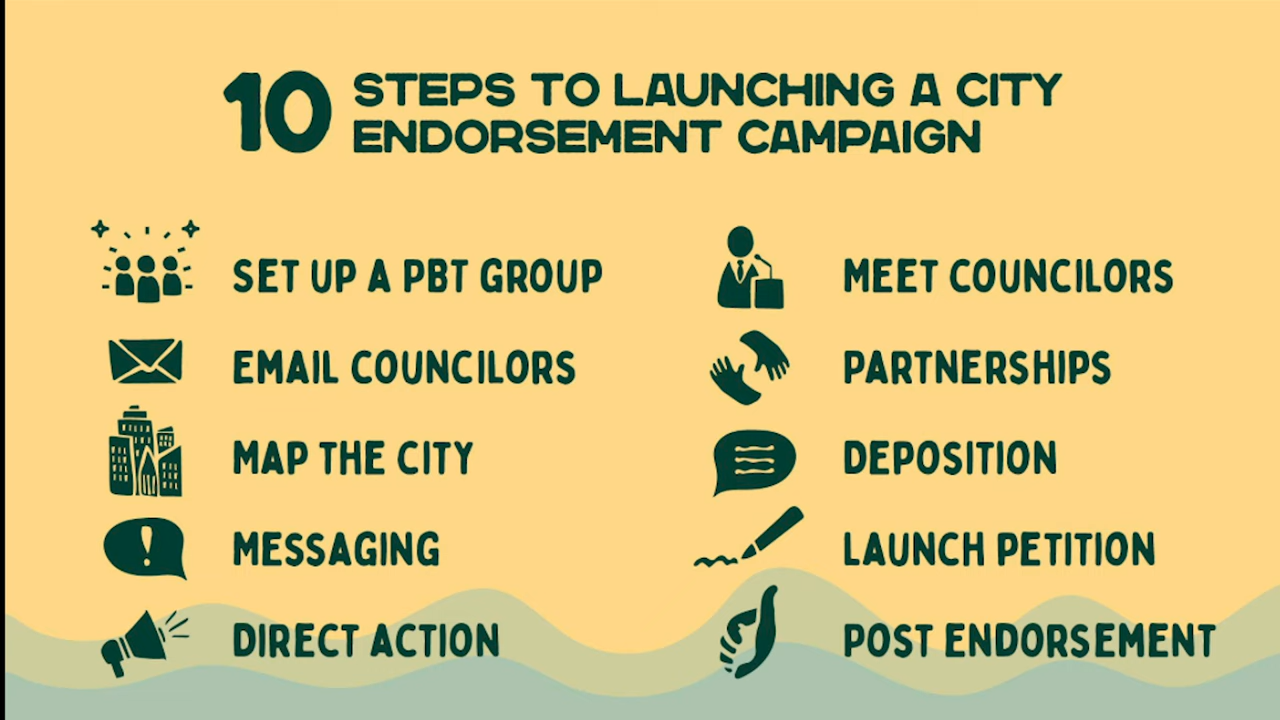 10 STEPS TO LAUNCHING A CITY
ENDORSEMENT CAMPAIGN
SET UP A PBT GROUP
EMAIL COUNCILORS
MAP THE CITY
MESSAGING
DIRECT ACTION
MEET COUNCILORS
PARTNERSHIPS
DEPOSITION
LAUNCH PETITION
POST ENDORSEMENT